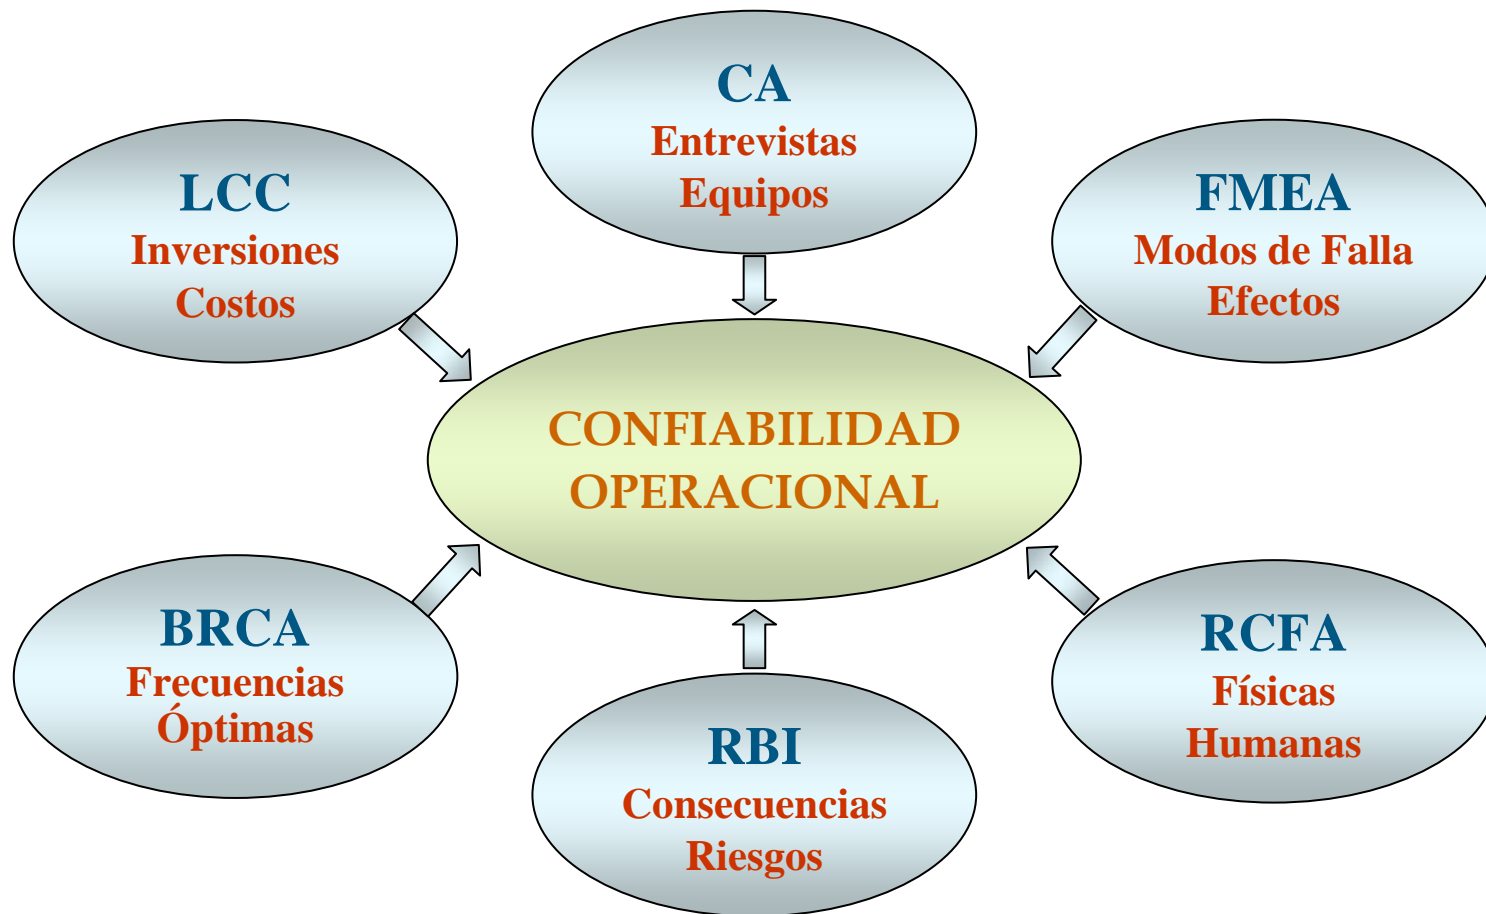 CA
Entrevistas
Equipos
LCC
Inversiones
Costos
FMEA
Modos de Falla
Efectos
CONFIABILIDAD
OPERACIONAL
BRCA
Frecuencias
Óptimas
RBI
Consecuencias
Riesgos
RCFA
Físicas
Humanas